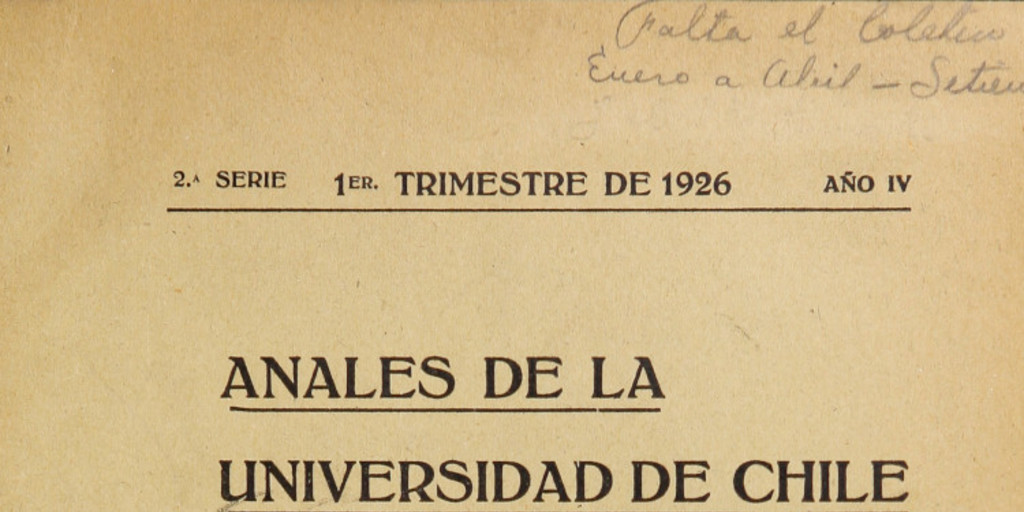 Falta el Boletin
Enero a Abril — Setiem
2.ᴬ SERIE 1ER. TRIMESTRE DE 1926 AÑO IV
ANALES DE LA
UNIVERSIDAD DE CHILE